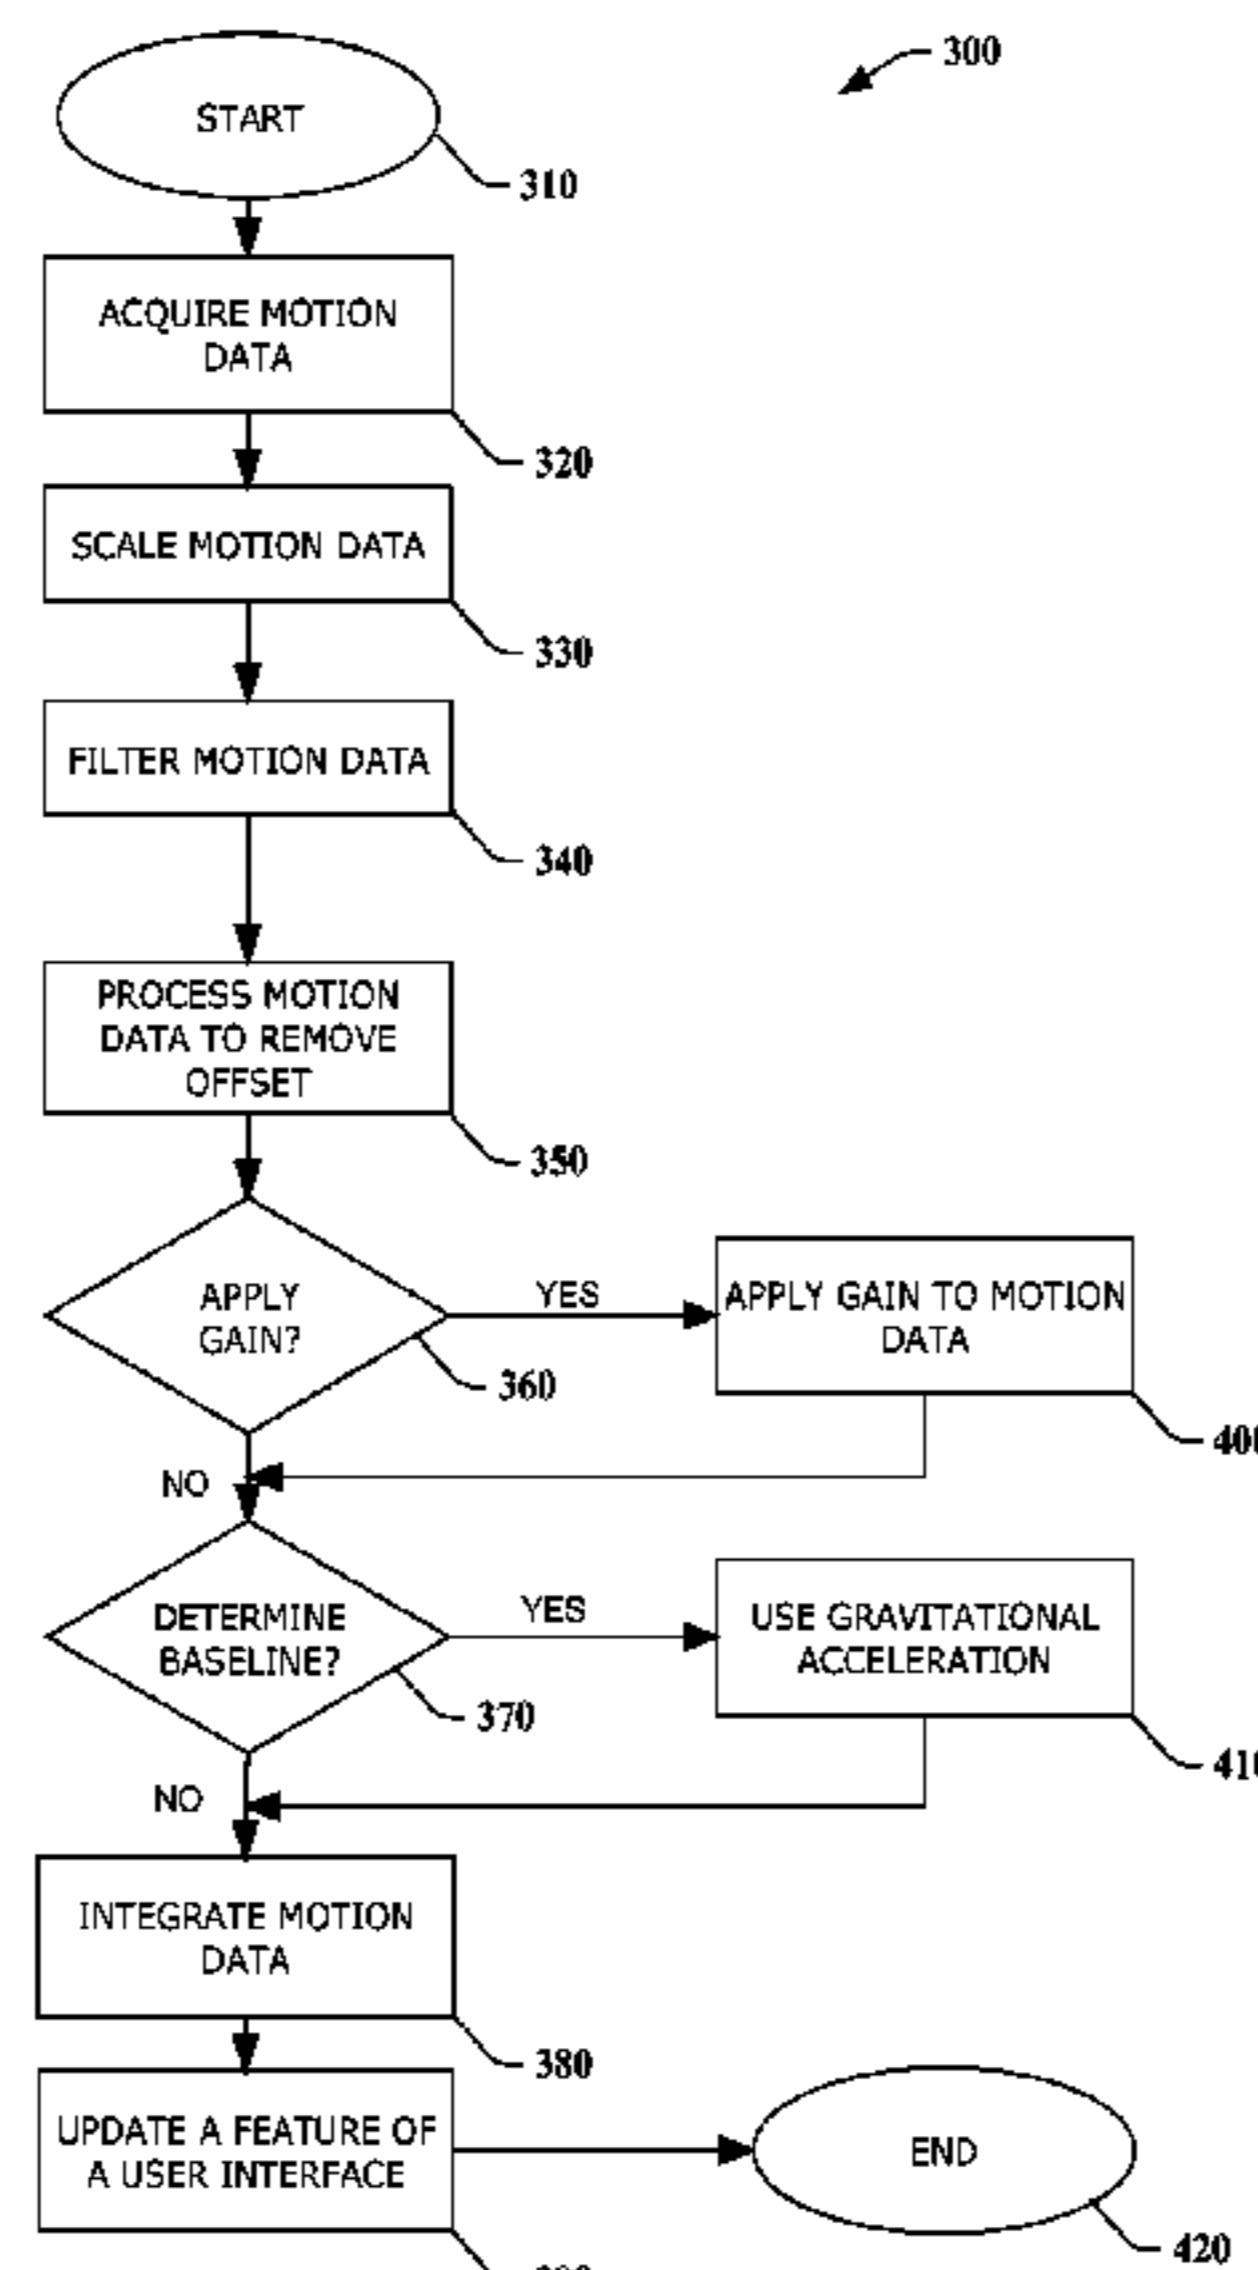 300
START
310
ACQUIRE MOTION
DATA
320
SCALE MOTION DATA
330
FILTER MOTION DATA
340
PROCESS MOTION
DATA TO REMOVE
OFFSET
350
APPLY
GAIN?
360
YES
APPLY GAIN TO MOTION
DATA
400
NO
DETERMINE
BASELINE?
370
YES
USE GRAVITATIONAL
ACCELERATION
410
NO
INTEGRATE MOTION
DATA
380
UPDATE A FEATURE OF
A USER INTERFACE
END
420